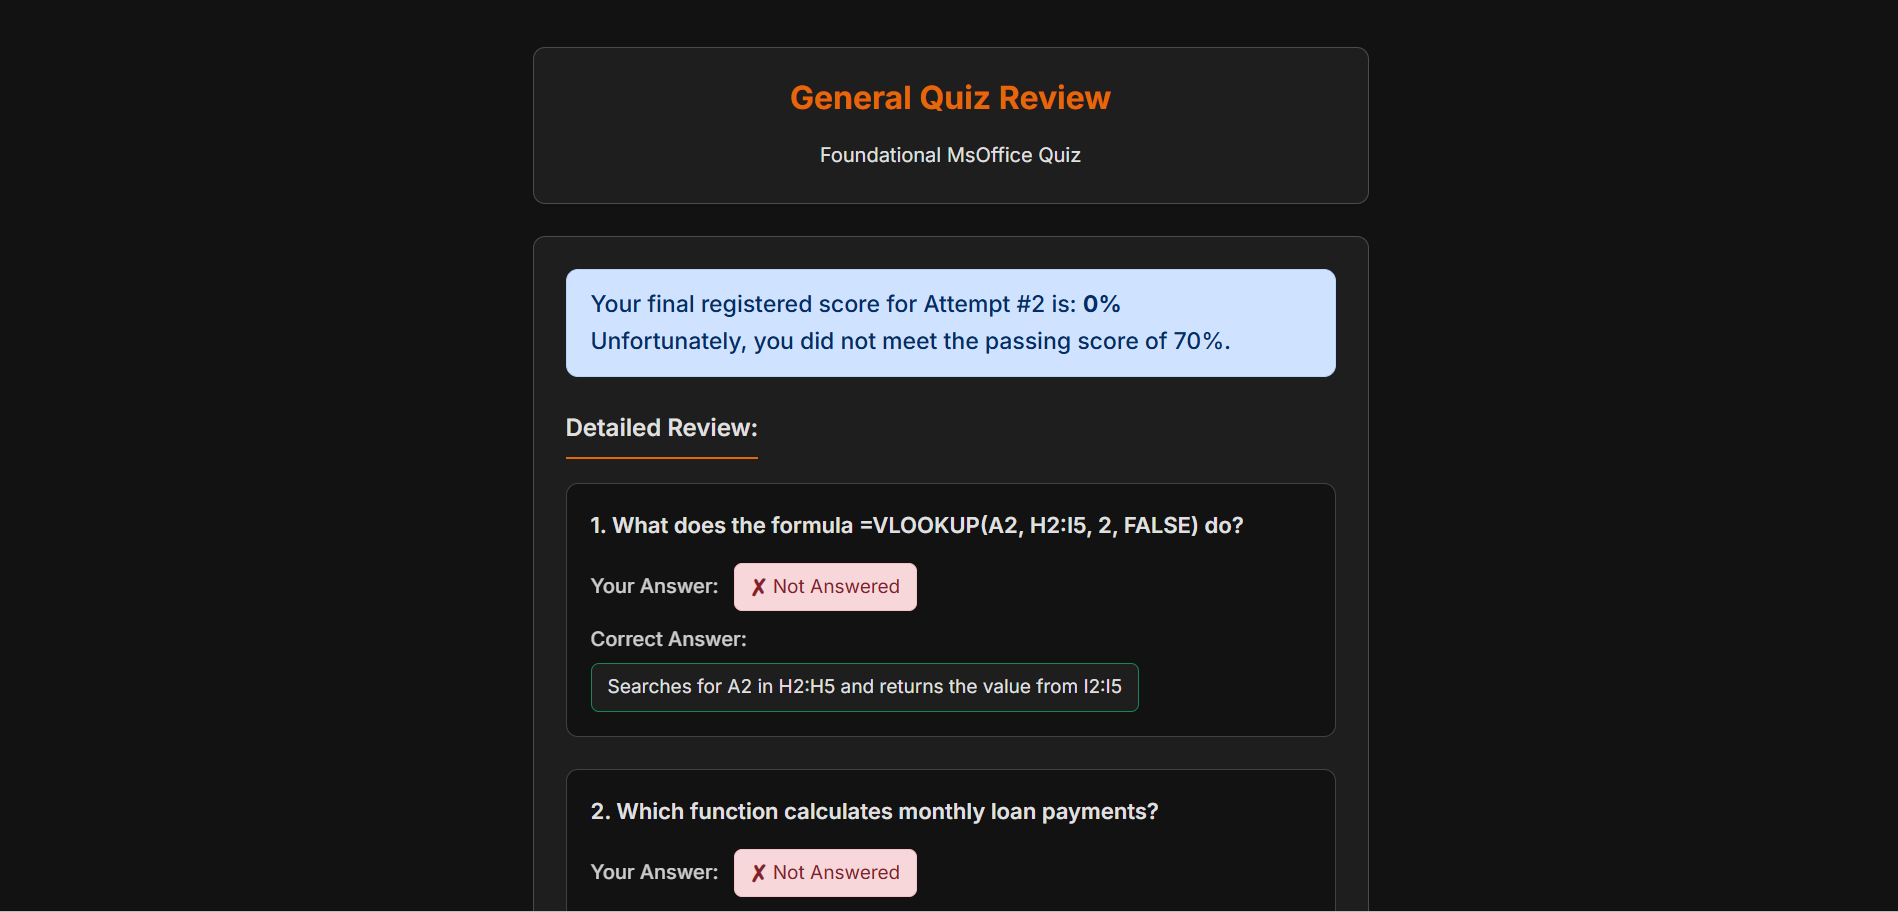 General Quiz Review
Foundational MsOffice Quiz
Your final registered score for Attempt #2 is: 0%
Unfortunately, you did not meet the passing score of 70%.
Detailed Review:
1. What does the formula =VLOOKUP(A2, H2:I5, 2, FALSE) do?
Your Answer: ✗ Not Answered
Correct Answer:
Searches for A2 in H2:H5 and returns the value from I2:I5
2. Which function calculates monthly loan payments?
Your Answer: ✗ Not Answered